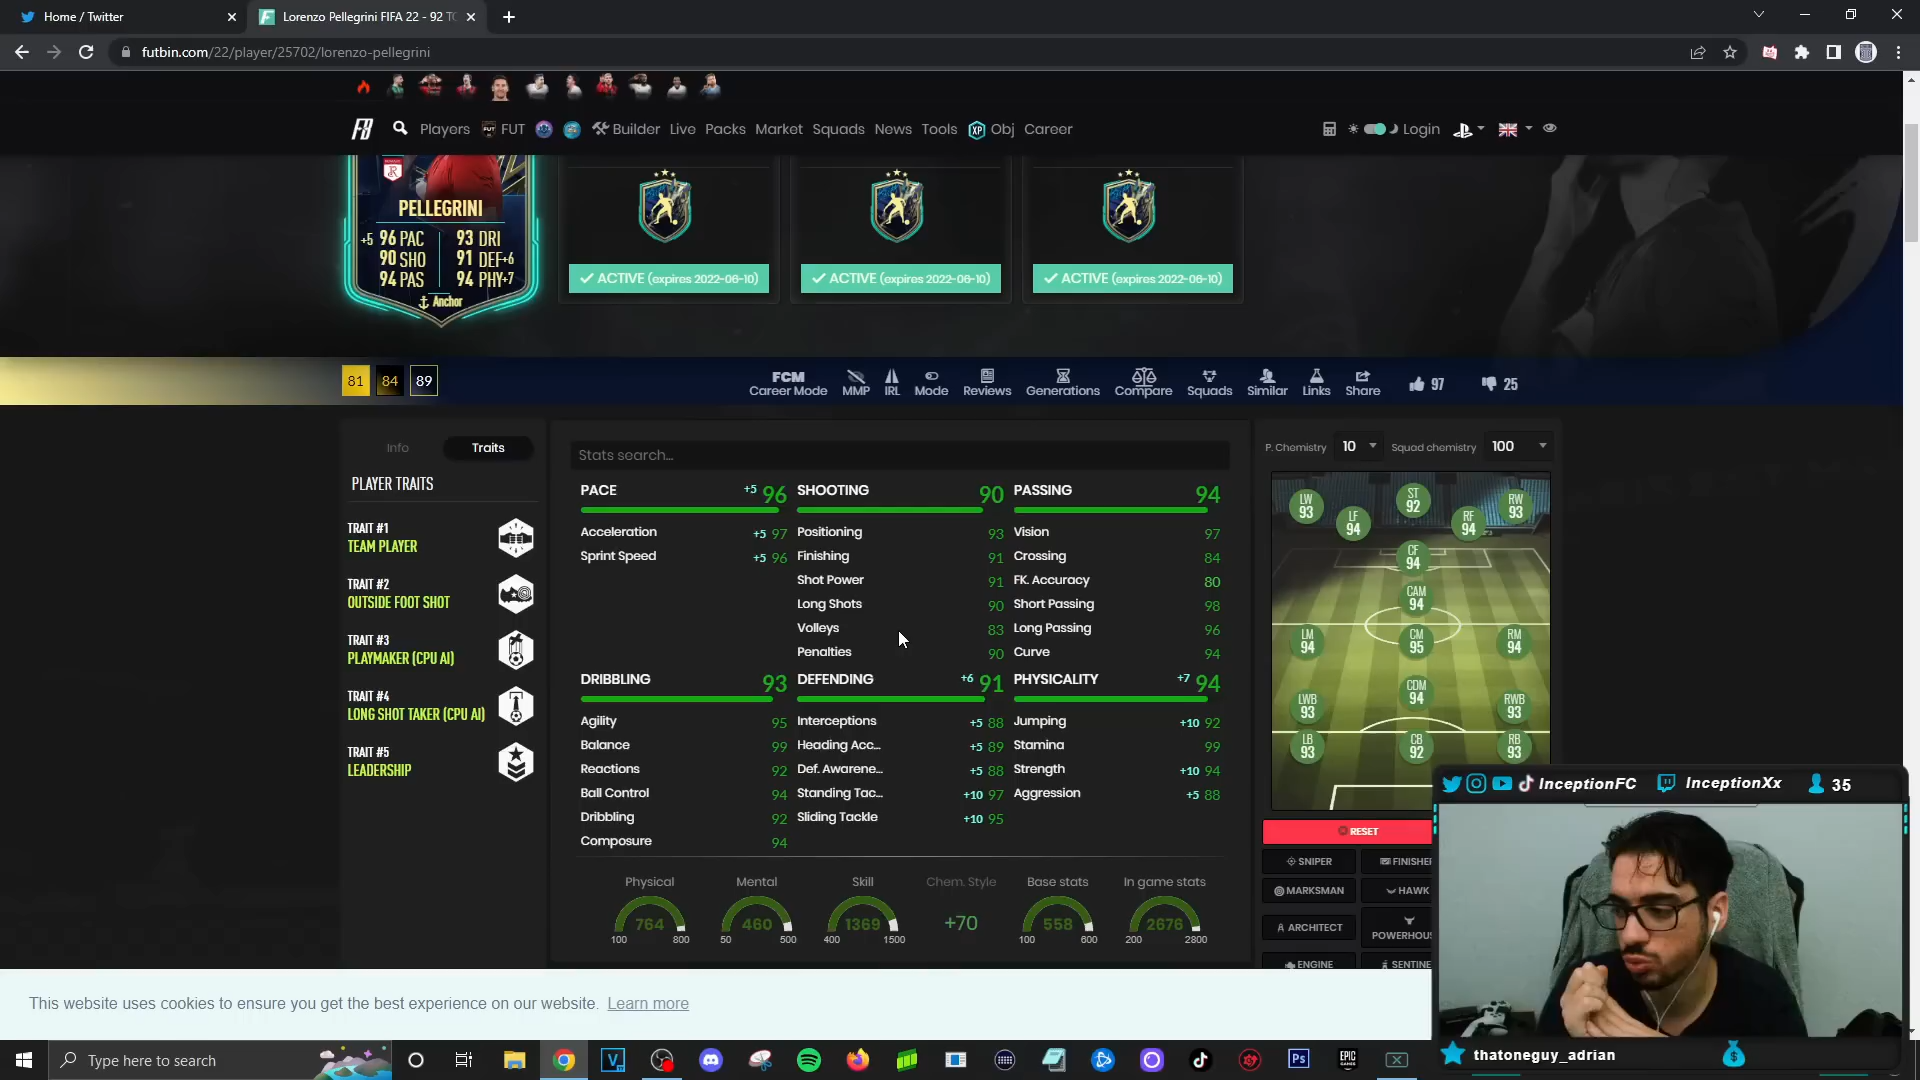 Home / Twitter
Lorenzo Pellegrini FIFA 22 - 92 TO
futbin.com/22/player/25702/lorenzo-pellegrini
Players FUT Builder Live Packs Market Squads News Tools XP Obj Career Login
PELLEGRINI
+5 96 PAC 93 DRI
90 SHO 91 DEF+6
94 PAS 94 PHY+7
Anchor
ACTIVE (expires 2022-06-10)
ACTIVE (expires 2022-06-10)
ACTIVE (expires 2022-06-10)
81 84 89
FCM Career Mode
MMP
IRL
Mode
Reviews
Generations
Compare
Squads
Similar
Links
Share
97
25
Info Traits
PLAYER TRAITS
TRAIT #1
TEAM PLAYER
TRAIT #2
OUTSIDE FOOT SHOT
TRAIT #3
PLAYMAKER (CPU AI)
TRAIT #4
LONG SHOT TAKER (CPU AI)
TRAIT #5
LEADERSHIP
Stats search...
PACE +5 96
Acceleration +5 97
Sprint Speed +5 96
SHOOTING 90
Positioning 93
Finishing 91
Shot Power 91
Long Shots 90
Volleys 83
Penalties 90
PASSING 94
Vision 97
Crossing 84
FK. Accuracy 80
Short Passing 98
Long Passing 96
Curve 94
DRIBBLING 93
Agility 95
Balance 99
Reactions 92
Ball Control 94
Dribbling 92
Composure 94
DEFENDING +6 91
Interceptions +5 88
Heading Acc... +5 89
Def. Awarene... +5 88
Standing Tac... +10 97
Sliding Tackle +10 95
PHYSICALITY +7 94
Jumping +10 92
Stamina 99
Strength +10 94
Aggression +5 88
Physical
764
100 800
Mental
460
50 500
Skill
1369
400 1500
Chem. Style
+70
Base stats
558
100 600
In game stats
2676
200 2800
P. Chemistry 10 Squad chemistry 100
LW 93
ST 92
RW 93
LF 94
RF 94
CF 94
CAM 94
LM 94
CM 95
RM 94
LWB 93
CDM 94
RWB 93
LB 93
CB 92
RB 93
RESET
SNIPER FINISHER
MARKSMAN HAWK
ARCHITECT POWERHOUS
ENGINE SENTINE
InceptionFC InceptionXx 35
This website uses cookies to ensure you get the best experience on our website. Learn more
thatoneguy_adrian
Type here to search
V
Ps
EPIC GAMES